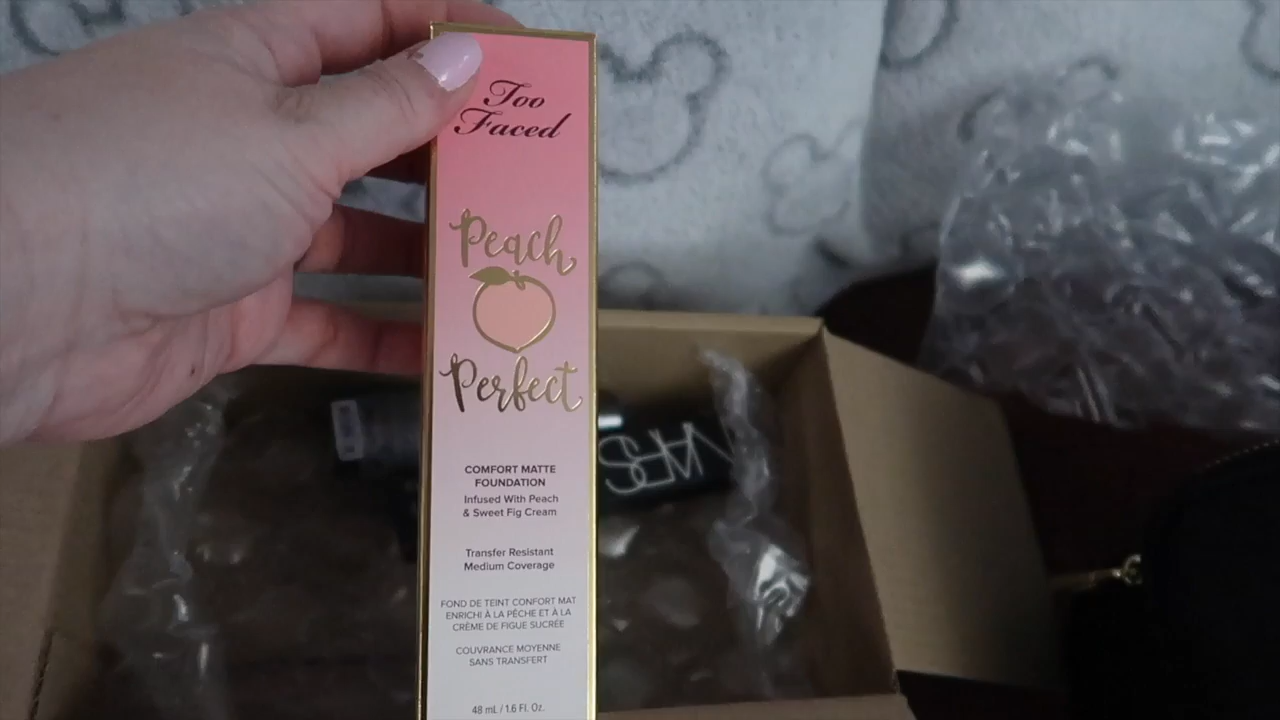 Too
Faced
Peach
Perfect
COMFORT MATTE
FOUNDATION
Infused With Peach
& Sweet Fig Cream
Transfer Resistant
Medium Coverage
FOND DE TEINT CONFORT MAT
ENRICHI À LA PÊCHE ET À LA
CRÈME DE FIGUE SUCRÉE
COUVRANCE MOYENNE
SANS TRANSFERT
48 mL / 1.6 Fl. Oz.
NARS